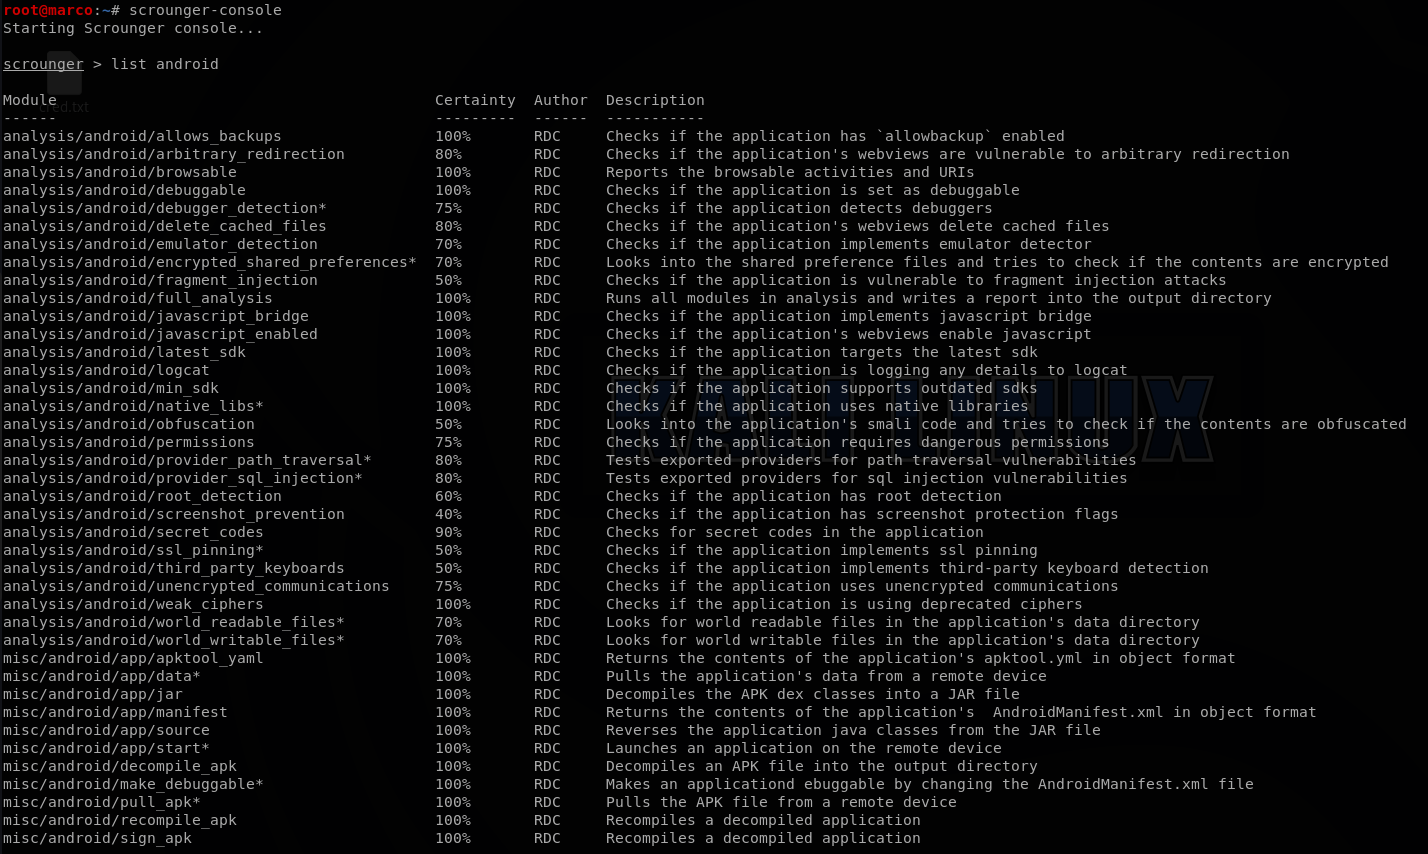 root@marco:~# scrounger-console
Starting Scrounger console...
scrounger > list android
cred.txt
Module Certainty Author Description
------ --------- ------ -----------
analysis/android/allows_backups 100% RDC Checks if the application has `allowbackup` enabled
analysis/android/arbitrary_redirection 80% RDC Checks if the application's webviews are vulnerable to arbitrary redirection
analysis/android/browsable 100% RDC Reports the browsable activities and URIs
analysis/android/debuggable 100% RDC Checks if the application is set as debuggable
analysis/android/debugger_detection* 75% RDC Checks if the application detects debuggers
analysis/android/delete_cached_files 80% RDC Checks if the application's webviews delete cached files
analysis/android/emulator_detection 70% RDC Checks if the application implements emulator detector
analysis/android/encrypted_shared_preferences* 70% RDC Looks into the shared preference files and tries to check if the contents are encrypted
analysis/android/fragment_injection 50% RDC Checks if the application is vulnerable to fragment injection attacks
analysis/android/full_analysis 100% RDC Runs all modules in analysis and writes a report into the output directory
analysis/android/javascript_bridge 100% RDC Checks if the application implements javascript bridge
analysis/android/javascript_enabled 100% RDC Checks if the application's webviews enable javascript
analysis/android/latest_sdk 100% RDC Checks if the application targets the latest sdk
analysis/android/logcat 100% RDC Checks if the application is logging any details to logcat
analysis/android/min_sdk 100% RDC Checks if the application supports outdated sdks
analysis/android/native_libs* 100% RDC Checks if the application uses native libraries
KALI LINUX
analysis/android/obfuscation 50% RDC Looks into the application's smali code and tries to check if the contents are obfuscated
analysis/android/permissions 75% RDC Checks if the application requires dangerous permissions
analysis/android/provider_path_traversal* 80% RDC Tests exported providers for path traversal vulnerabilities
analysis/android/provider_sql_injection* 80% RDC Tests exported providers for sql injection vulnerabilities
analysis/android/root_detection 60% RDC Checks if the application has root detection
analysis/android/screenshot_prevention 40% RDC Checks if the application has screenshot protection flags
analysis/android/secret_codes 90% RDC Checks for secret codes in the application
analysis/android/ssl_pinning* 50% RDC Checks if the application implements ssl pinning
analysis/android/third_party_keyboards 50% RDC Checks if the application implements third-party keyboard detection
analysis/android/unencrypted_communications 75% RDC Checks if the application uses unencrypted communications
analysis/android/weak_ciphers 100% RDC Checks if the application is using deprecated ciphers
analysis/android/world_readable_files* 70% RDC Looks for world readable files in the application's data directory
analysis/android/world_writable_files* 70% RDC Looks for world writable files in the application's data directory
misc/android/app/apktool_yaml 100% RDC Returns the contents of the application's apktool.yml in object format
misc/android/app/data* 100% RDC Pulls the application's data from a remote device
misc/android/app/jar 100% RDC Decompiles the APK dex classes into a JAR file
misc/android/app/manifest 100% RDC Returns the contents of the application's  AndroidManifest.xml in object format
misc/android/app/source 100% RDC Reverses the application java classes from the JAR file
misc/android/app/start* 100% RDC Launches an application on the remote device
misc/android/decompile_apk 100% RDC Decompiles an APK file into the output directory
misc/android/make_debuggable* 100% RDC Makes an applicationd ebuggable by changing the AndroidManifest.xml file
misc/android/pull_apk* 100% RDC Pulls the APK file from a remote device
misc/android/recompile_apk 100% RDC Recompiles a decompiled application
misc/android/sign_apk 100% RDC Recompiles a decompiled application